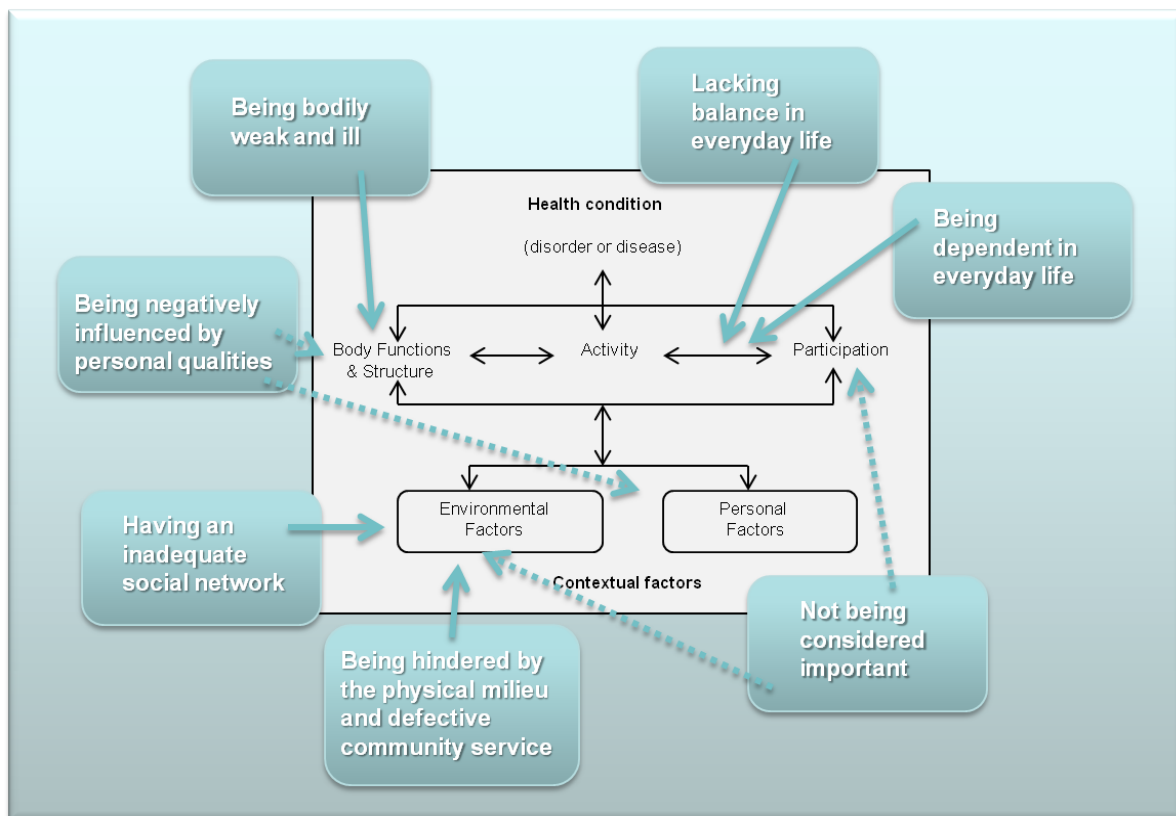 Being bodily
weak and ill
Lacking
balance in
everyday life
Health condition
(disorder or disease)
Being
dependent in
everyday life
Being negatively
influenced by
personal qualities
Body Functions
& Structure
Activity
Participation
Having an
inadequate
social network
Environmental
Factors
Personal
Factors
Contextual factors
Not being
considered
important
Being hindered by
the physical milieu
and defective
community service